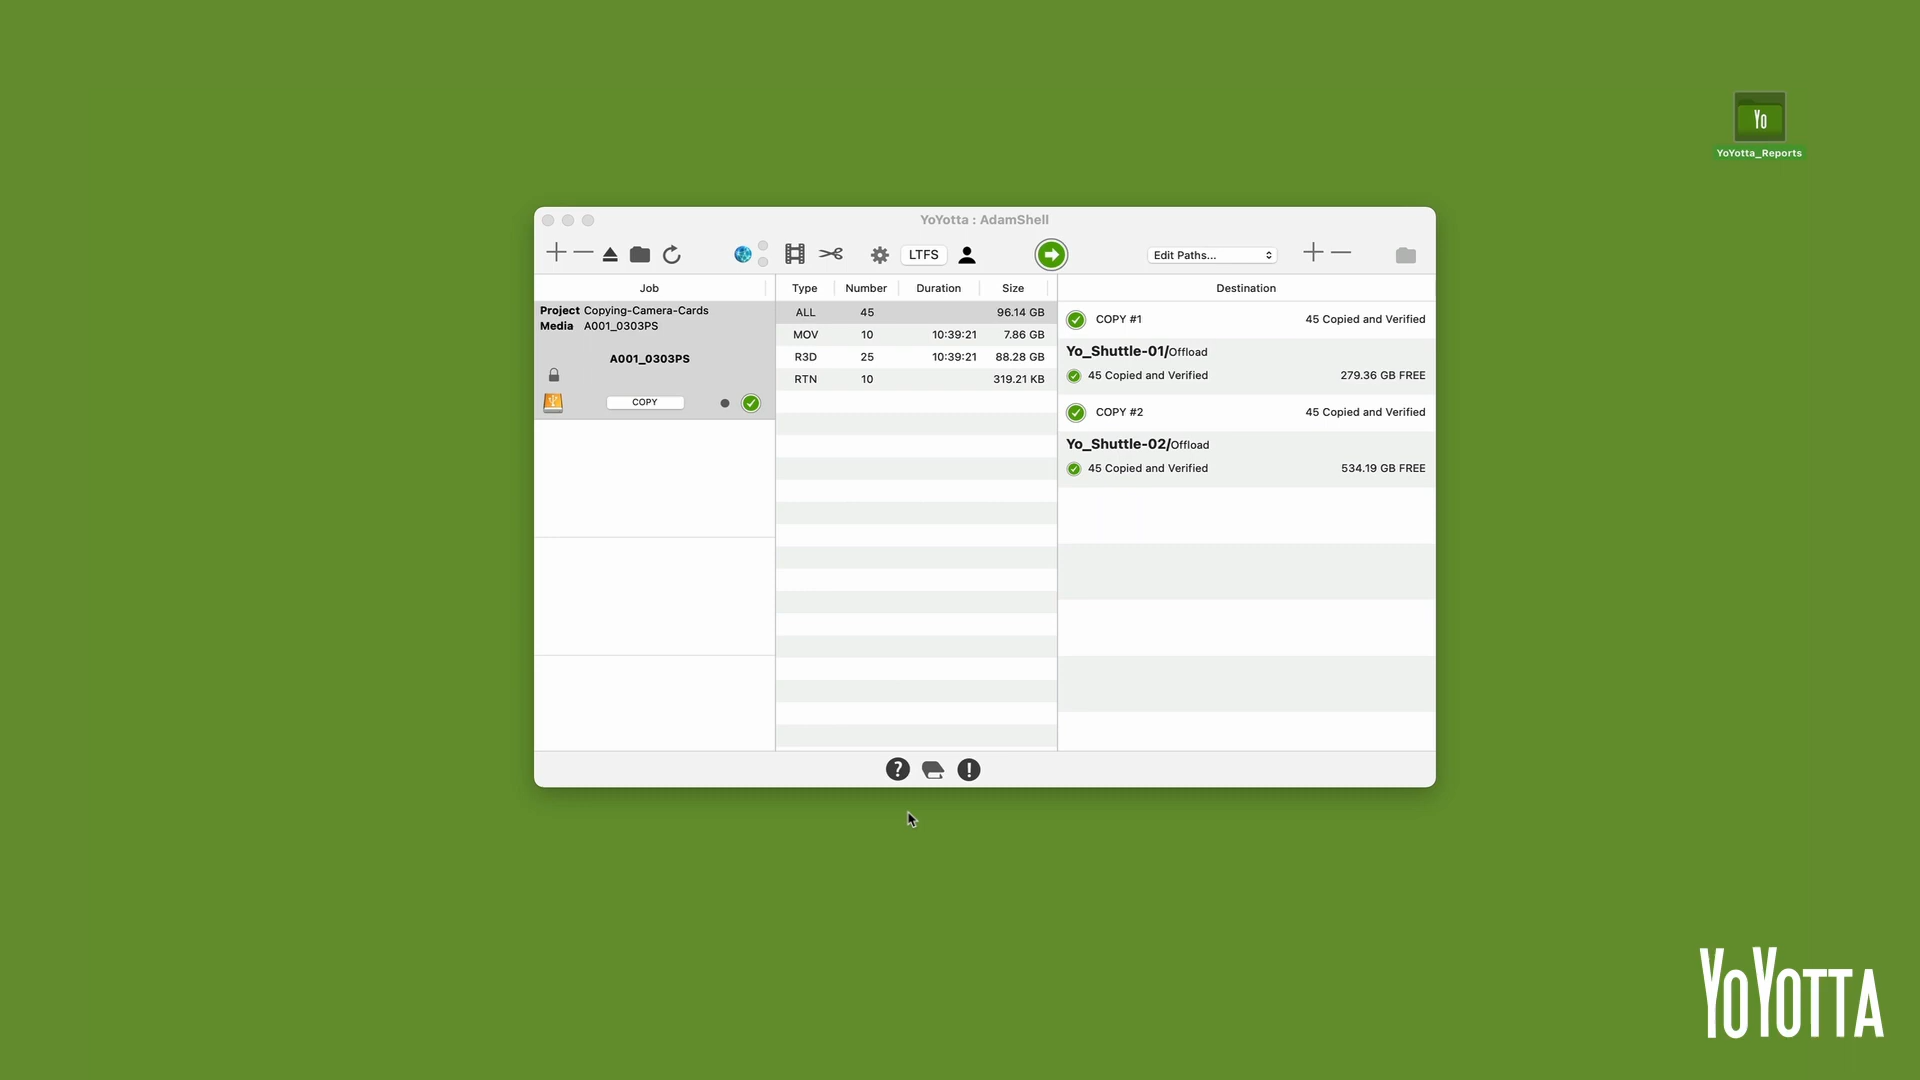 Yo
YoYotta_Reports
YoYotta : AdamShell
LTFS
Edit Paths...
Job
Type Number Duration Size
Destination
Project Copying-Camera-Cards
Media A001_0303PS
A001_0303PS
COPY
ALL 45 96.14 GB
MOV 10 10:39:21 7.86 GB
R3D 25 10:39:21 88.28 GB
RTN 10 319.21 KB
COPY #1 45 Copied and Verified
Yo_Shuttle-01/Offload
45 Copied and Verified 279.36 GB FREE
COPY #2 45 Copied and Verified
Yo_Shuttle-02/Offload
45 Copied and Verified 534.19 GB FREE
? !
YOYOTTA